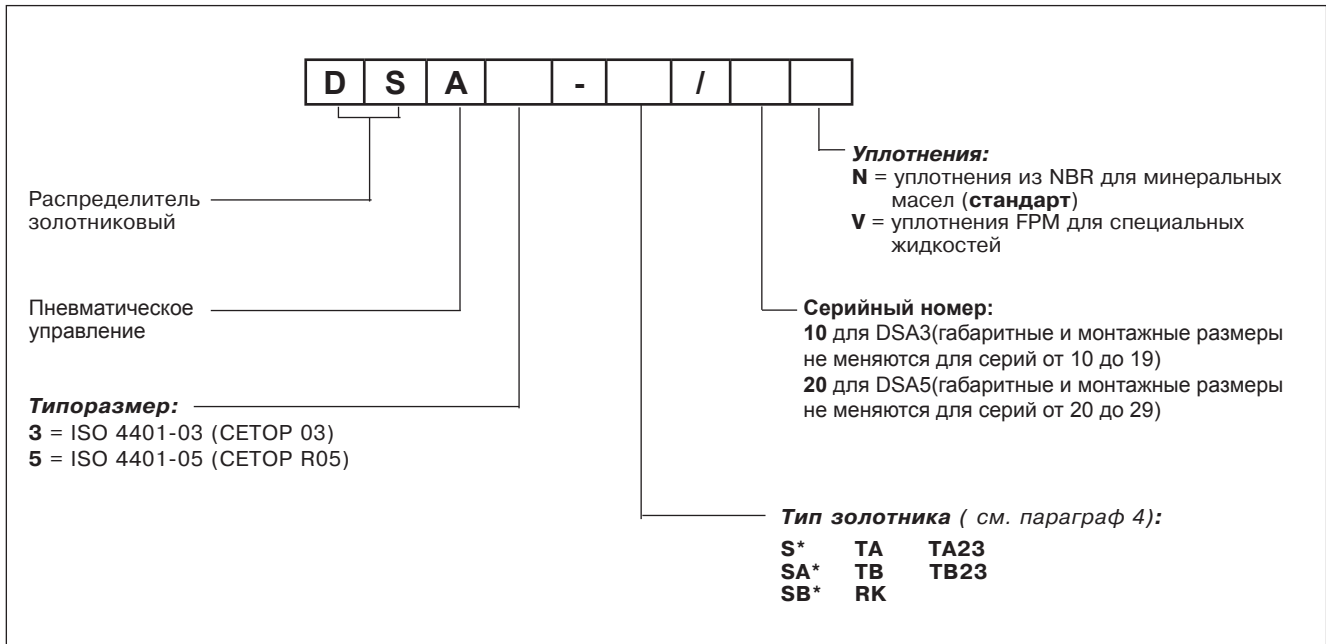 D S A - /
Уплотнения:
N = уплотнения из NBR для минеральных
масел (стандарт)
V = уплотнения FPM для специальных
жидкостей
Распределитель
золотниковый
Пневматическое
управление
Серийный номер:
10 для DSA3(габаритные и монтажные размеры
не меняются для серий от 10 до 19)
20 для DSA5(габаритные и монтажные размеры
не меняются для серий от 20 до 29)
Типоразмер:
3 = ISO 4401-03 (CETOP 03)
5 = ISO 4401-05 (CETOP R05)
Тип золотника ( см. параграф 4):
S* TA TA23
SA* TB TB23
SB* RK